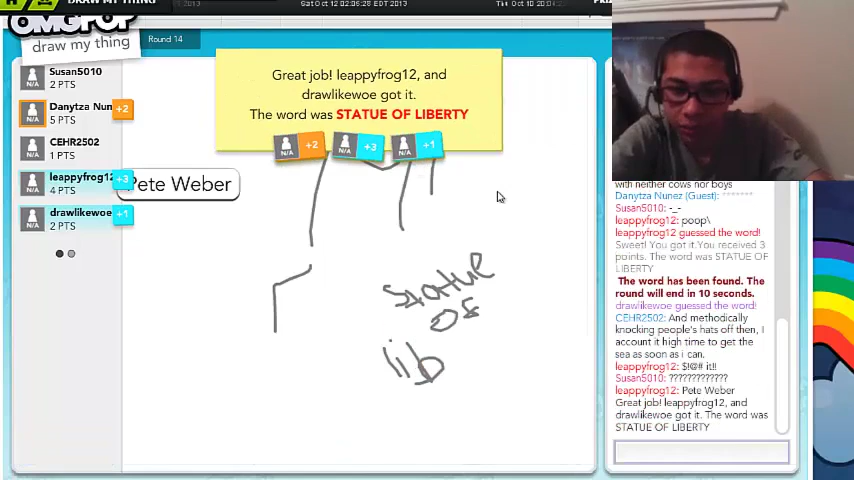 DRAW MY THING
Sat Oct 12 02:06:28 EDT 2013
OMGPOP
draw my thing
Round 14
Susan5010
2 PTS
Danytza Nun
5 PTS
+2
CEHR2502
1 PTS
leappyfrog12
4 PTS
+3
drawlikewoe
2 PTS
+1
N/A
N/A
N/A
N/A
N/A
Pete Weber
Great job! leappyfrog12, and
drawlikewoe got it.
The word was STATUE OF LIBERTY
N/A +2 N/A +3 N/A +1
statue
of
lib
with neither cows nor boys
Danytza Nunez (Guest): *******
Susan5010: -_-
leappyfrog12: poop\
leappyfrog12 guessed the word!
Sweet! You got it.You received 3
points. The word was STATUE OF
LIBERTY
The word has been found. The
round will end in 10 seconds.
drawlikewoe guessed the word!
CEHR2502: And methodically
knocking people's hats off then, I
account it high time to get the
sea as soon as i can.
leappyfrog12: $!@# it!!
Susan5010: ????????????
leappyfrog12: Pete Weber
Great job! leappyfrog12, and
drawlikewoe got it. The word was
STATUE OF LIBERTY